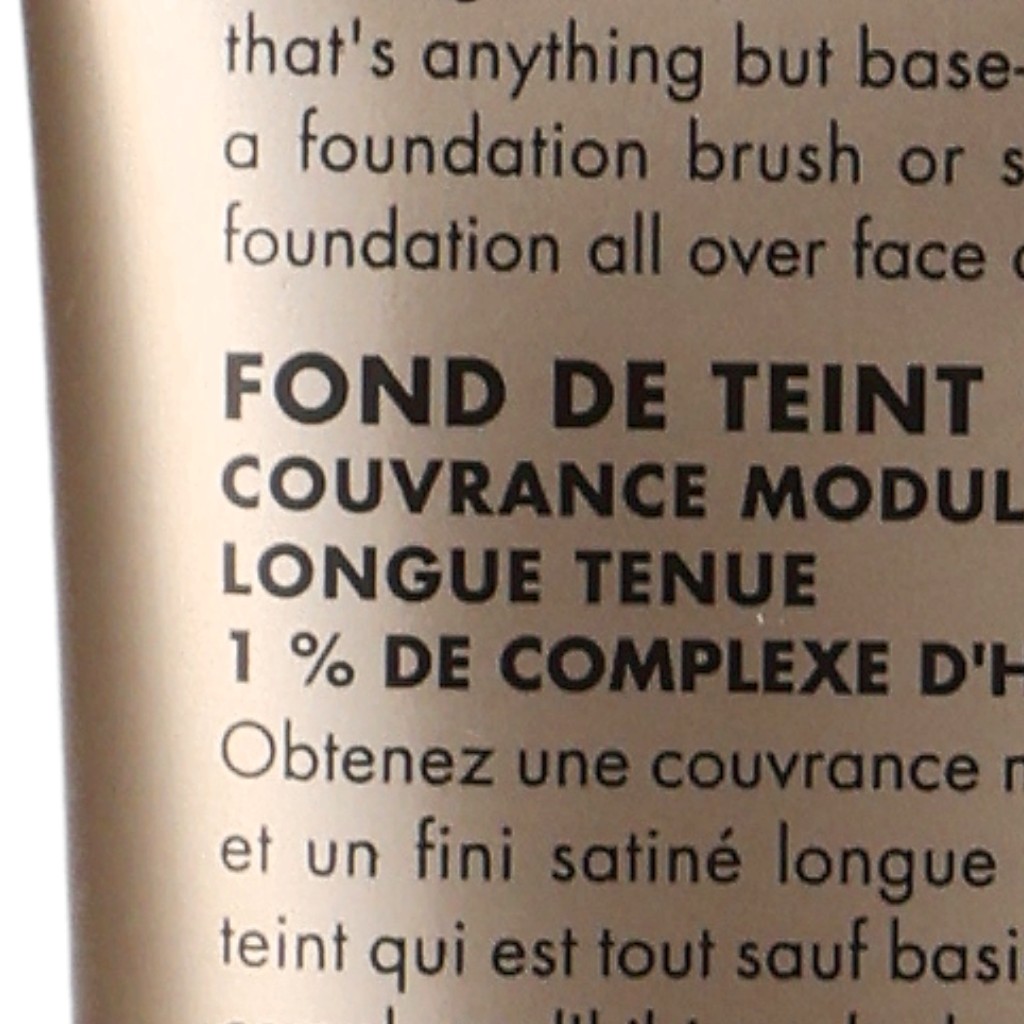 that's anything but base-
a foundation brush or
foundation all over face
FOND DE TEINT
COUVRANCE MODUL
LONGUE TENUE
1 % DE COMPLEXE D'H
Obtenez une couvrance
et un fini satiné longue
teint qui est tout sauf basi